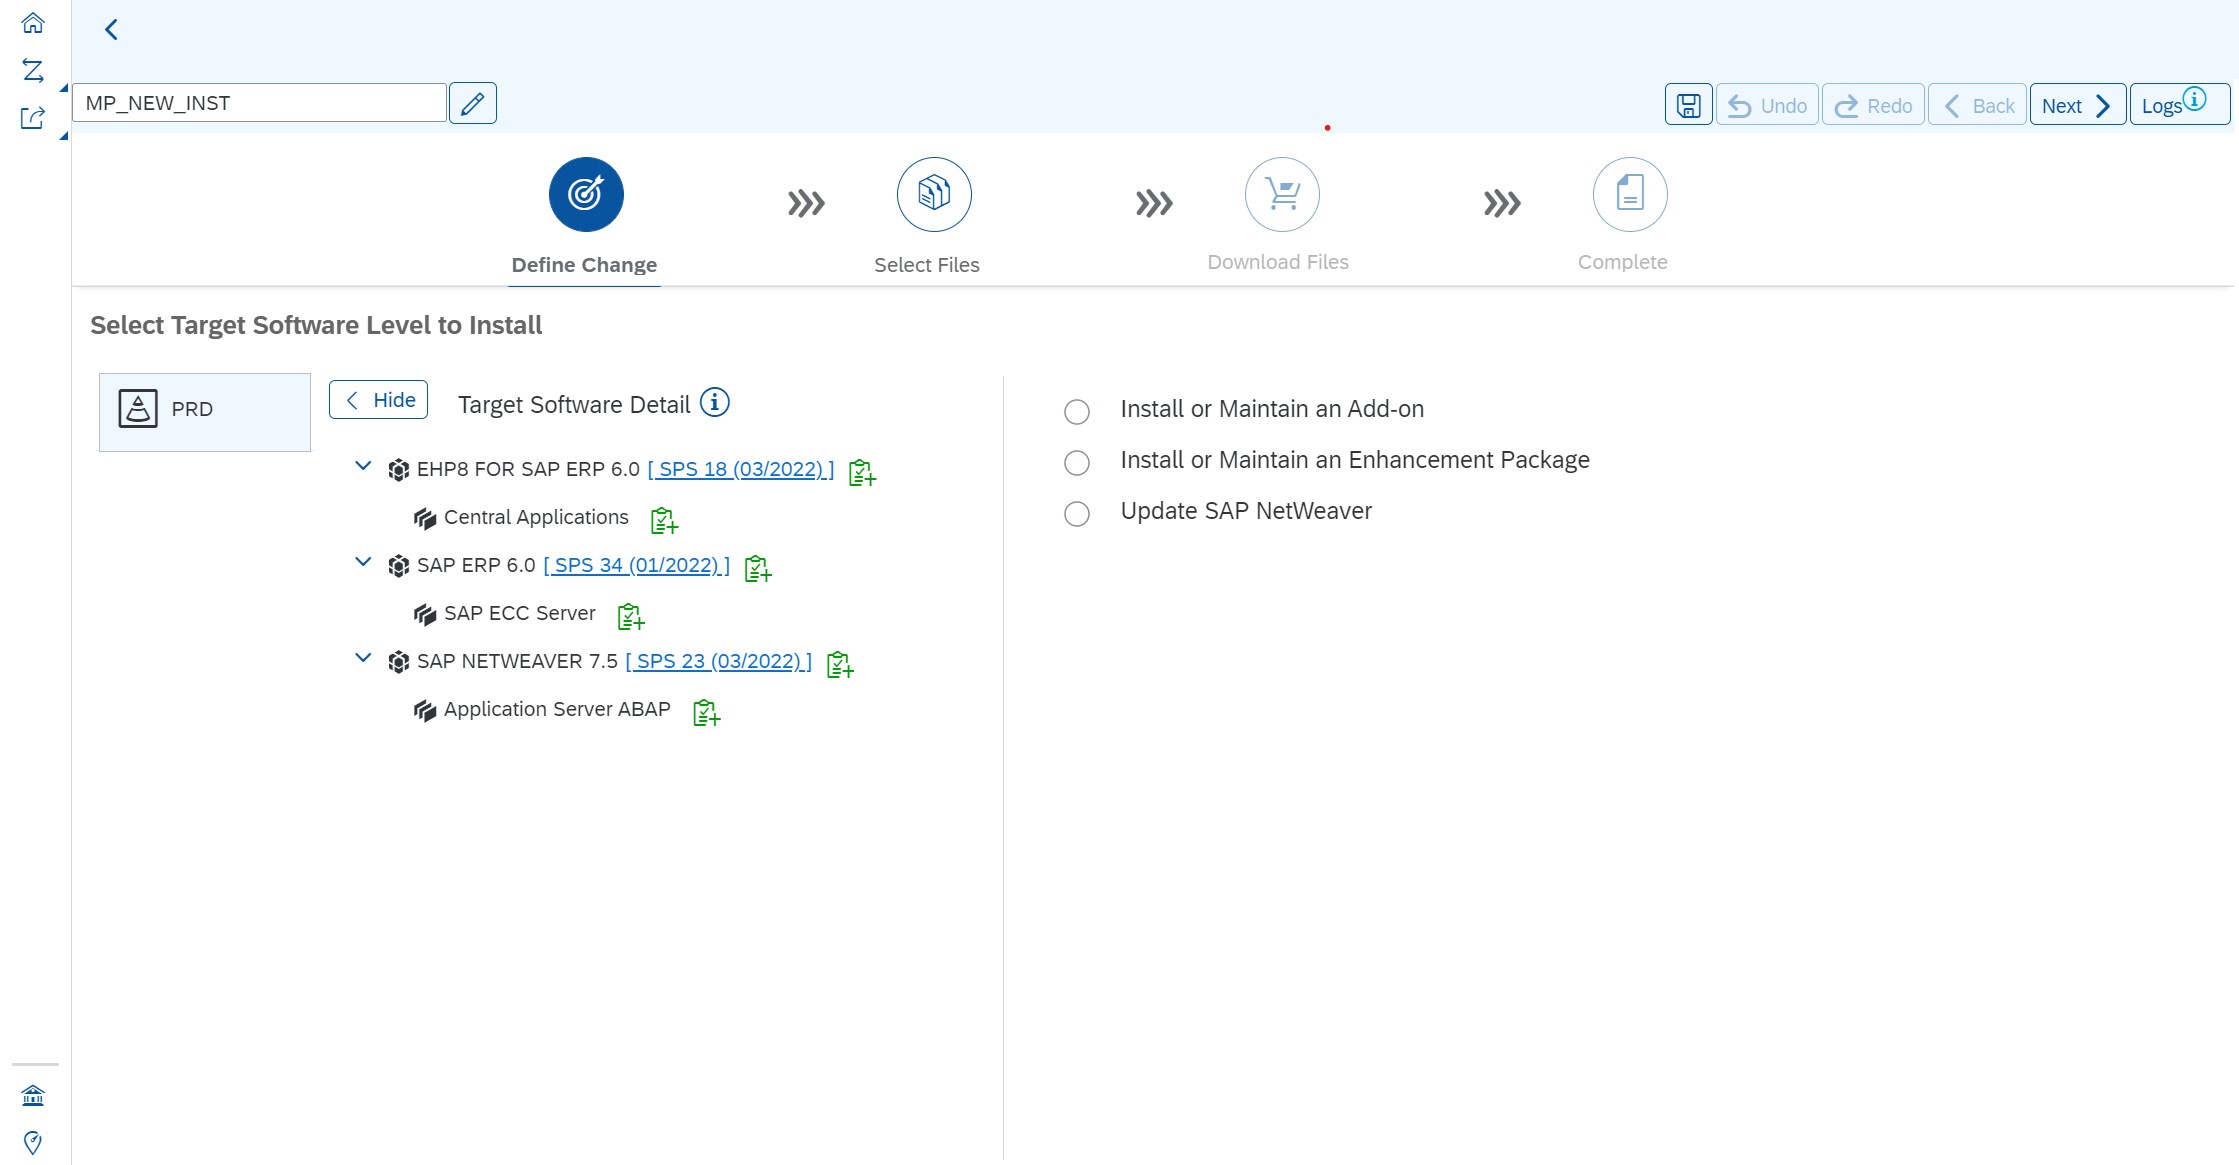 MP_NEW_INST
Undo
Redo
Back
Next
Logs
Define Change
Select Files
Download Files
Complete
Select Target Software Level to Install
PRD
Hide
Target Software Detail
EHP8 FOR SAP ERP 6.0 [ SPS 18 (03/2022) ]
Central Applications
SAP ERP 6.0 [ SPS 34 (01/2022) ]
SAP ECC Server
SAP NETWEAVER 7.5 [ SPS 23 (03/2022) ]
Application Server ABAP
Install or Maintain an Add-on
Install or Maintain an Enhancement Package
Update SAP NetWeaver